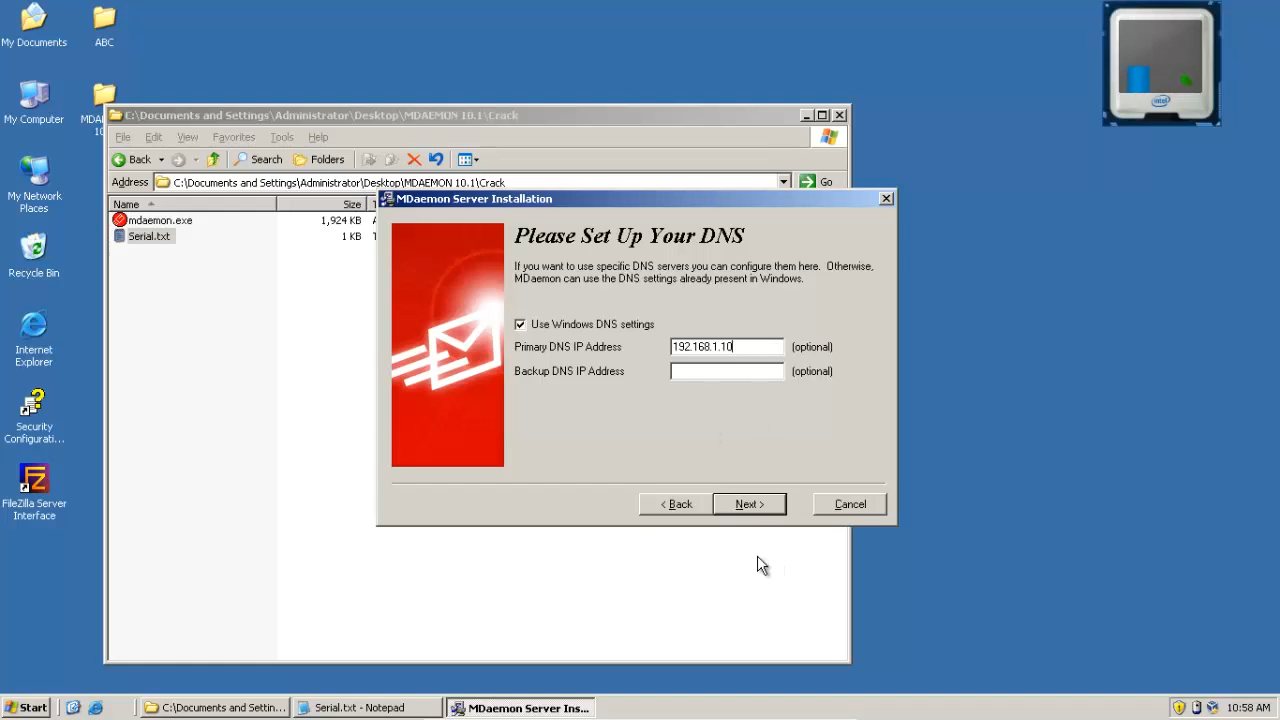 My Documents
ABC
My Computer
MDA
10
My Network
Places
Recycle Bin
Internet
Explorer
Security
Configurati...
FileZilla Server
Interface
C:\Documents and Settings\Administrator\Desktop\MDAEMON 10.1\Crack
File Edit View Favorites Tools Help
Back Search Folders
Address C:\Documents and Settings\Administrator\Desktop\MDAEMON 10.1\Crack Go
Name Size T
mdaemon.exe 1,924 KB A
Serial.txt 1 KB T
MDaemon Server Installation
Please Set Up Your DNS
If you want to use specific DNS servers you can configure them here. Otherwise,
MDaemon can use the DNS settings already present in Windows.
Use Windows DNS settings
Primary DNS IP Address 192.168.1.10 (optional)
Backup DNS IP Address (optional)
< Back Next > Cancel
intel
Start C:\Documents and Settin... Serial.txt - Notepad MDaemon Server Ins... 10:58 AM